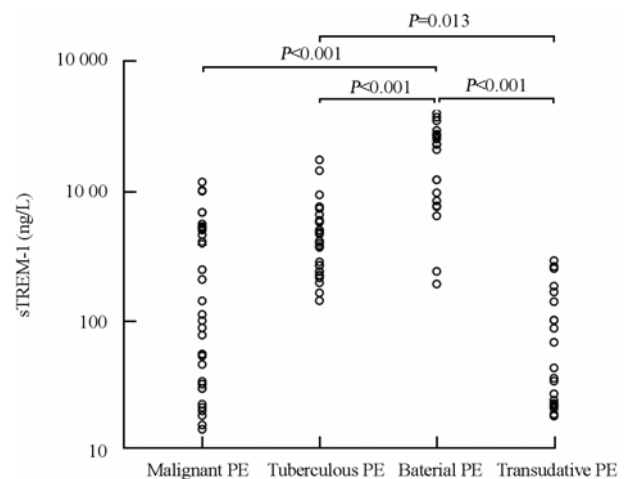 P=0.013
P<0.001
P<0.001 P<0.001
10 000
10 00
100
10
sTREM-1 (ng/L)
Malignant PE Tuberculous PE Baterial PE Transudative PE